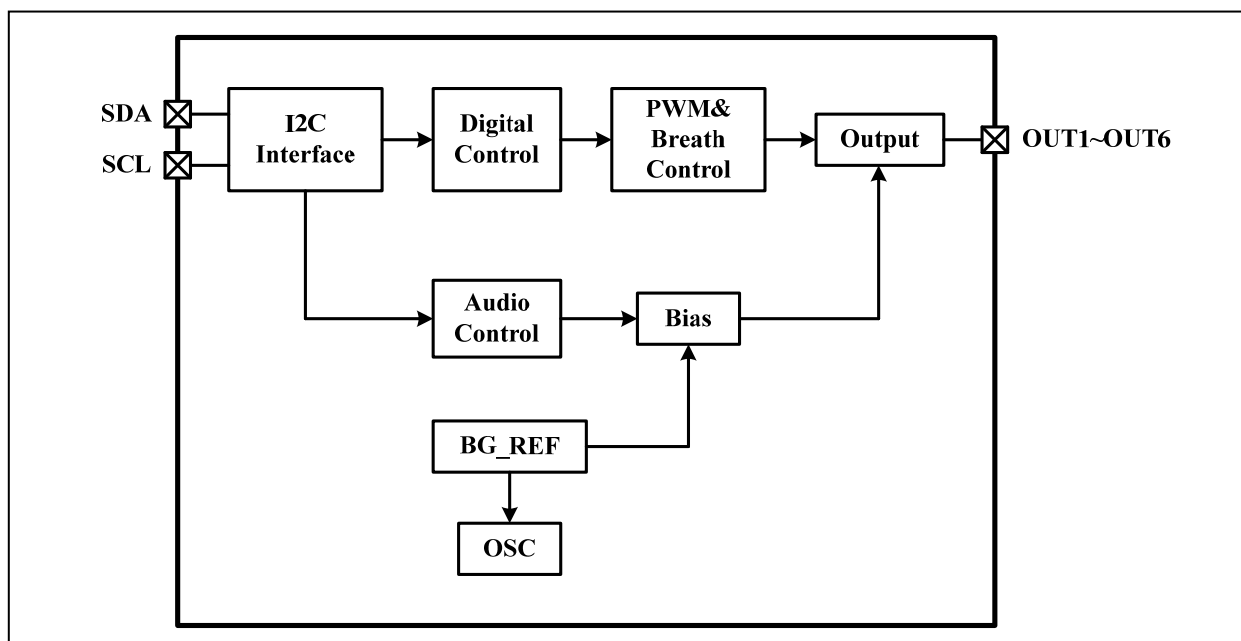 SDA
SCL
I2C
Interface
Digital
Control
PWM&
Breath
Control
Output
OUT1~OUT6
Audio
Control
Bias
BG_REF
OSC